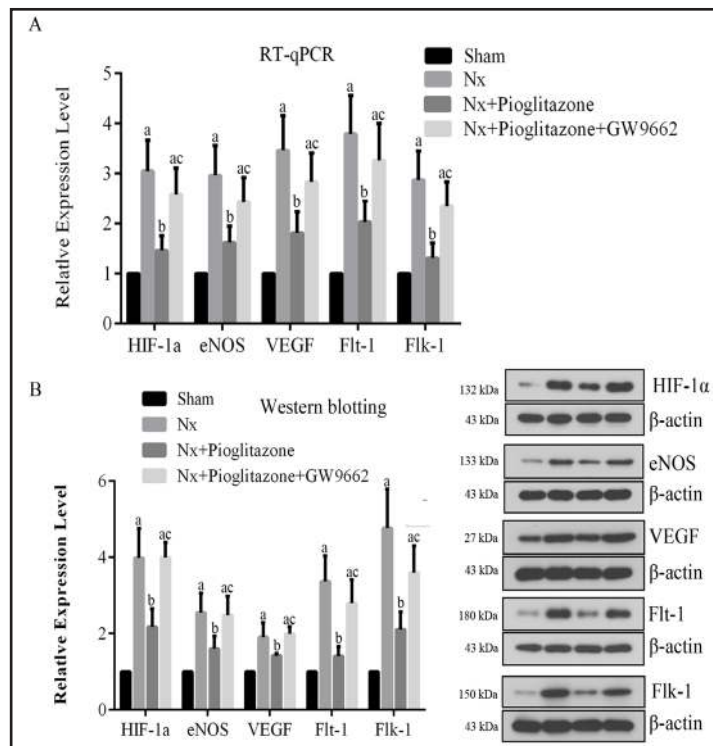 A
RT-qPCR
Sham
Nx
Nx+Pioglitazone
Nx+Pioglitazone+GW9662
Relative Expression Level
5
4
3
2
1
0
a
b
ac
a
b
ac
a
b
ac
a
b
ac
a
b
ac
HIF-1a eNOS VEGF Flt-1 Flk-1
B
Western blotting
Sham
Nx
Nx+Pioglitazone
Nx+Pioglitazone+GW9662
Relative Expression Level
6
4
2
0
a
b
ac
a
b
ac
a
b
ac
a
b
ac
a
b
ac
HIF-1a eNOS VEGF Flt-1 Flk-1
132 kDa HIF-1α
43 kDa β-actin
133 kDa eNOS
43 kDa β-actin
27 kDa VEGF
43 kDa β-actin
180 kDa Flt-1
43 kDa β-actin
150 kDa Flk-1
43 kDa β-actin